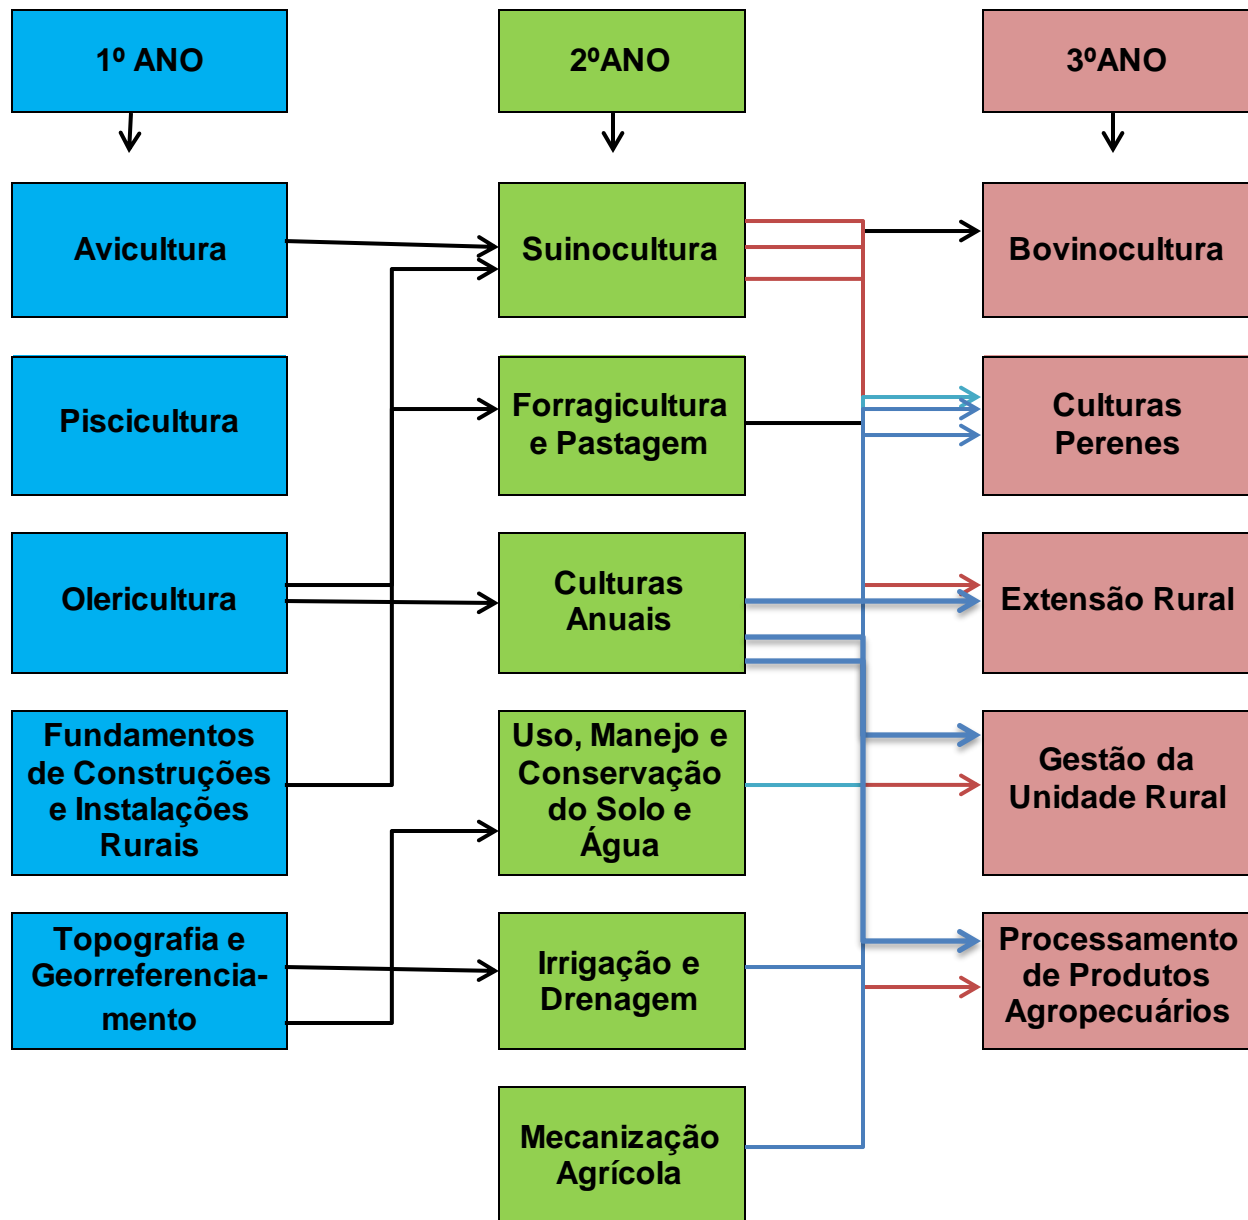 1º ANO
2ºANO
3ºANO
Avicultura
Suinocultura
Bovinocultura
Piscicultura
Forragicultura
e Pastagem
Culturas
Perenes
Olericultura
Culturas
Anuais
Extensão Rural
Fundamentos
de Construções
e Instalações
Rurais
Uso, Manejo e
Conservação
do Solo e
Água
Gestão da
Unidade Rural
Topografia e
Georreferencia-
mento
Irrigação e
Drenagem
Processamento
de Produtos
Agropecuários
Mecanização
Agrícola